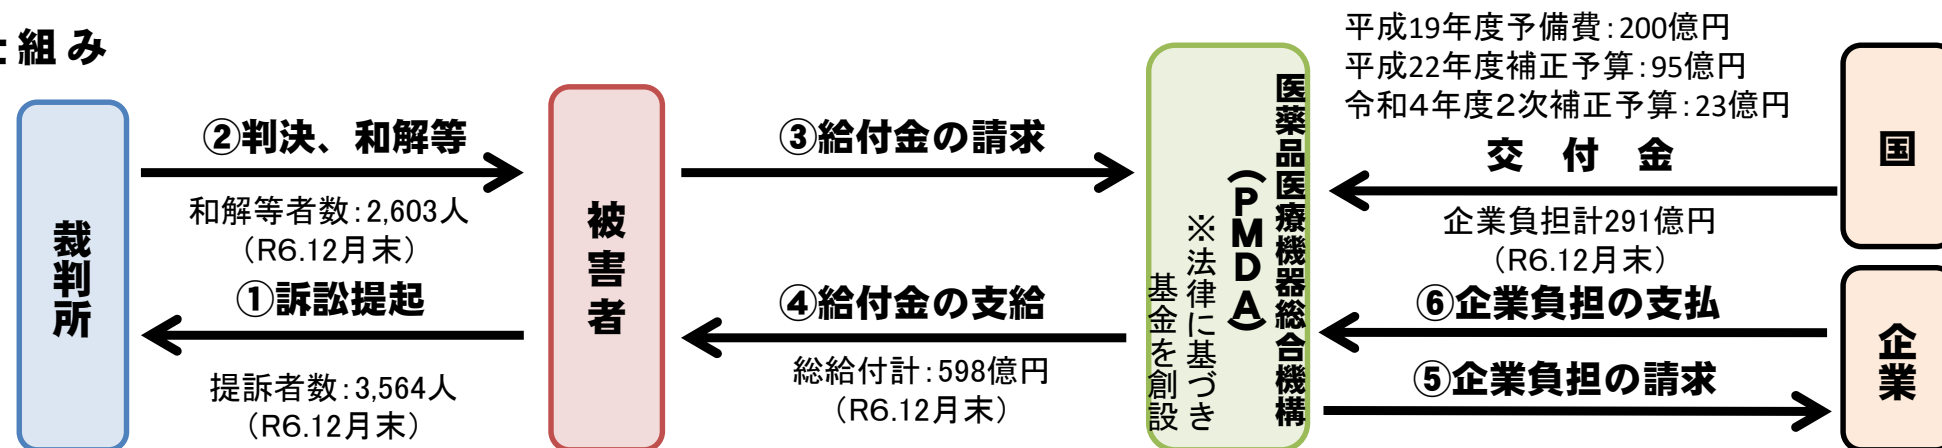 組み
裁判所
②判決、和解等
和解等者数：2,603人
（R6.12月末）
①訴訟提起
提訴者数：3,564人
（R6.12月末）
被害者
③給付金の請求
④給付金の支給
総給付計：598億円
（R6.12月末）
医薬品医療機器総合機構
（ＰＭＤＡ）
※法律に基づき
基金を創設
平成19年度予備費：200億円
平成22年度補正予算：95億円
令和４年度２次補正予算：23億円
交　付　金
企業負担計291億円
（R6.12月末）
⑥企業負担の支払
⑤企業負担の請求
国
企業